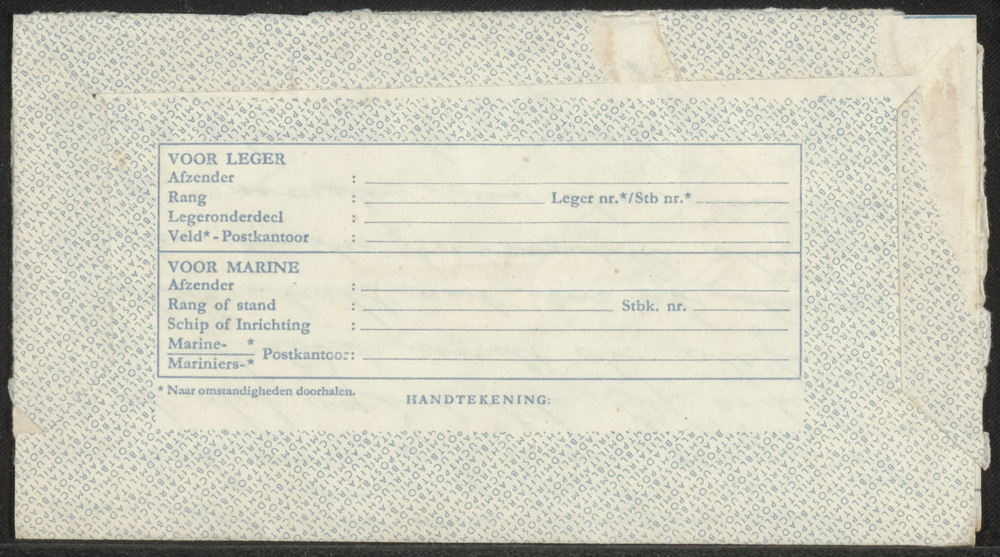 VOOR LEGER
Afzender :
Rang : Leger nr.*/Stb nr.*
Legeronderdeel :
Veld*-Postkantoor :
VOOR MARINE
Afzender :
Rang of stand : Stbk. nr.
Schip of Inrichting :
Marine- *
Mariniers-* Postkantoor:
* Naar omstandigheden doorhalen.
HANDTEKENING: